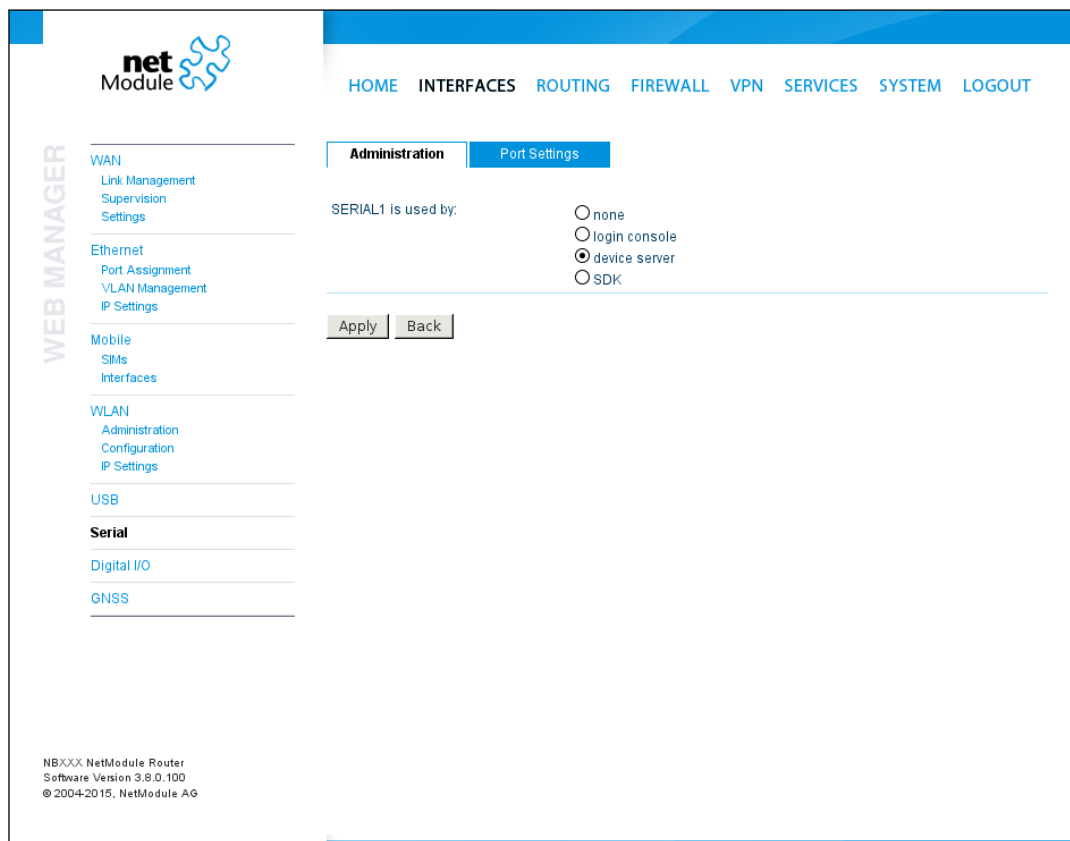 net
Module
HOME INTERFACES ROUTING FIREWALL VPN SERVICES SYSTEM LOGOUT
WEB MANAGER
WAN
Link Management
Supervision
Settings
Ethernet
Port Assignment
VLAN Management
IP Settings
Mobile
SIMs
Interfaces
WLAN
Administration
Configuration
IP Settings
USB
Serial
Digital I/O
GNSS
Administration Port Settings
SERIAL1 is used by:
none
login console
device server
SDK
Apply Back
NBXXX NetModule Router
Software Version 3.8.0.100
© 2004-2015, NetModule AG